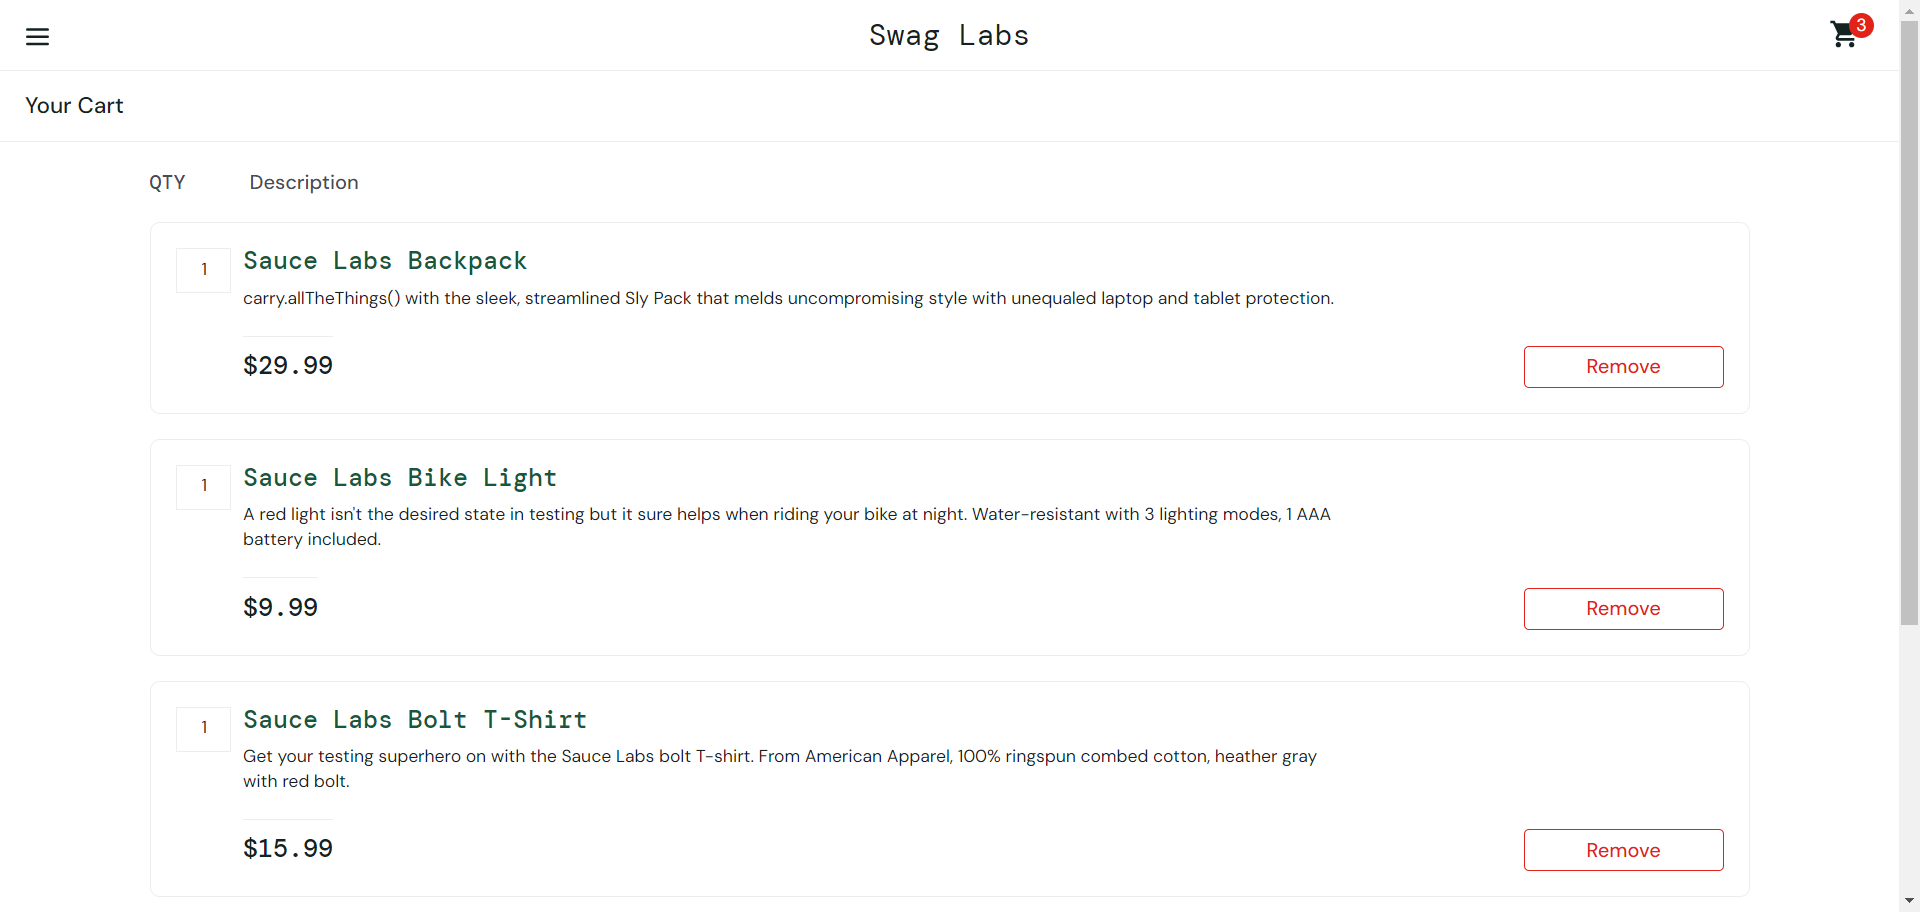 Swag Labs
3
Your Cart
QTY Description
1
Sauce Labs Backpack
carry.allTheThings() with the sleek, streamlined Sly Pack that melds uncompromising style with unequaled laptop and tablet protection.
$29.99
Remove
1
Sauce Labs Bike Light
A red light isn't the desired state in testing but it sure helps when riding your bike at night. Water-resistant with 3 lighting modes, 1 AAA
battery included.
$9.99
Remove
1
Sauce Labs Bolt T-Shirt
Get your testing superhero on with the Sauce Labs bolt T-shirt. From American Apparel, 100% ringspun combed cotton, heather gray
with red bolt.
$15.99
Remove